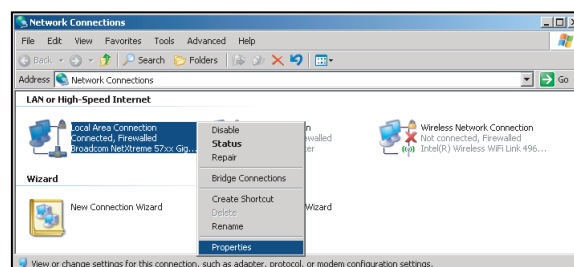 Network Connections
File Edit View Favorites Tools Advanced Help
Back Search Folders
Address Network Connections Go
LAN or High-Speed Internet
Local Area Connection
Connected, Firewalled
Broadcom NetXtreme 57xx Gig...
Wireless Network Connection
Not connected, Firewalled
Intel(R) Wireless WiFi Link 496...
Disable
Status
Repair
Bridge Connections
Create Shortcut
Delete
Rename
Properties
Wizard
New Connection Wizard
Wizard
View or change settings for this connection, such as adapter, protocol, or modem configuration settings.